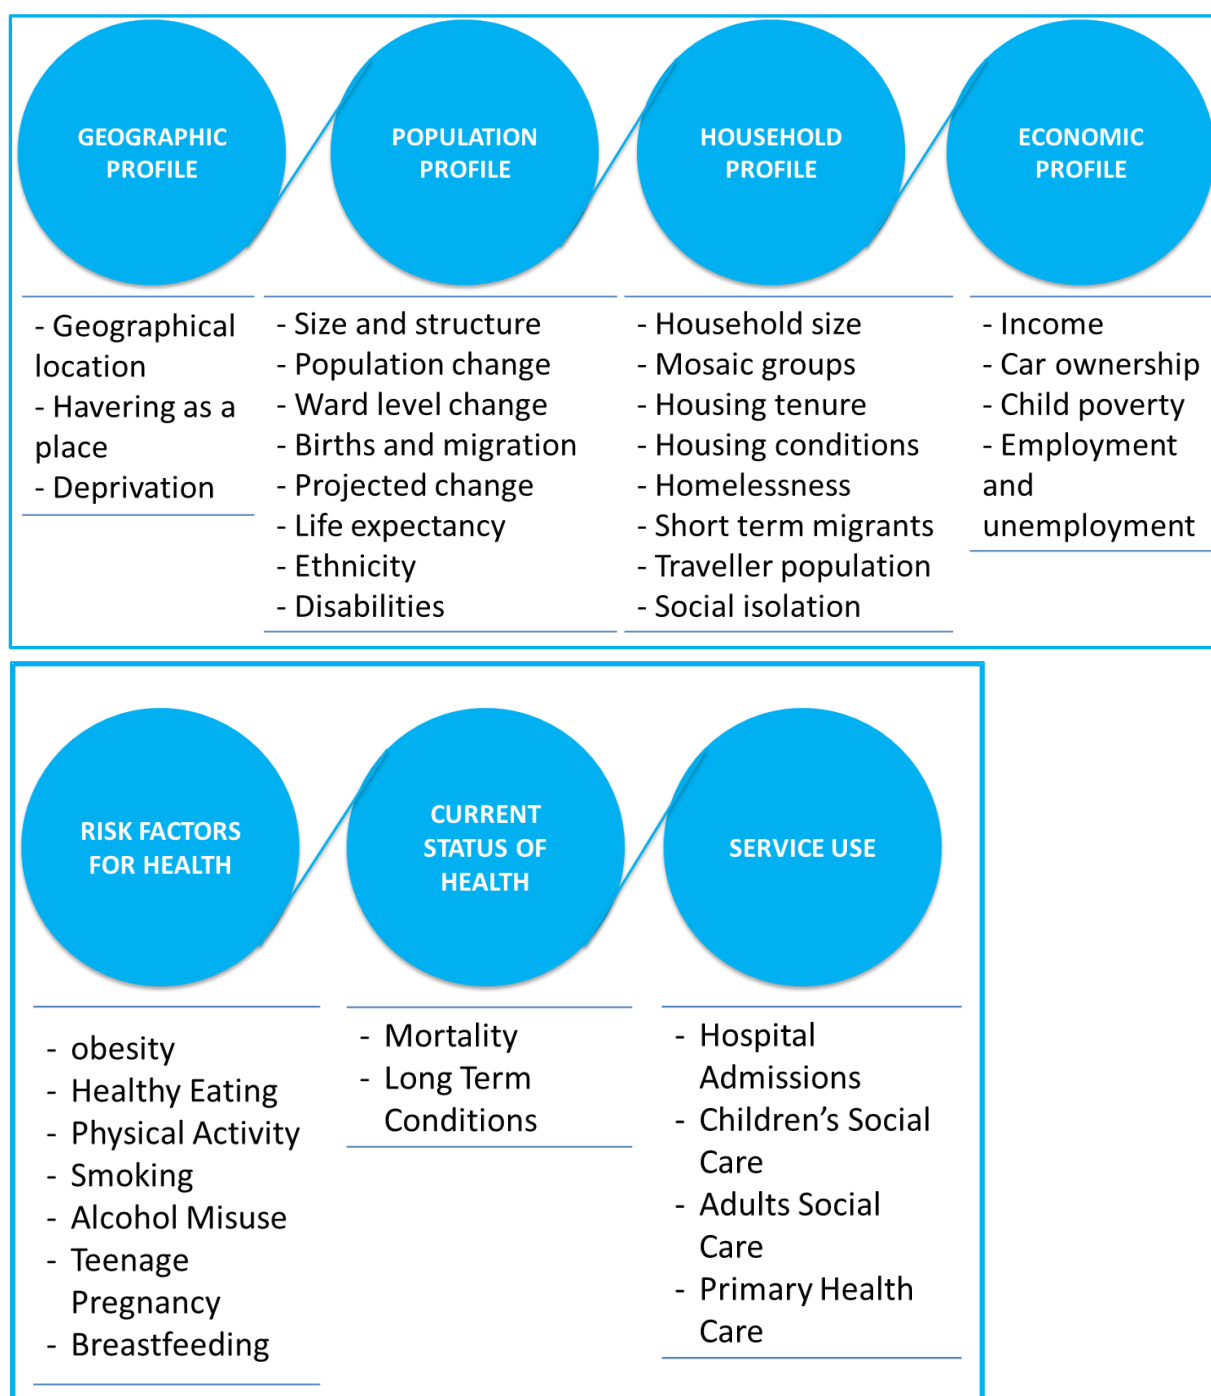 GEOGRAPHIC
PROFILE
- Geographical
location
- Havering as a
place
- Deprivation
POPULATION
PROFILE
- Size and structure
- Population change
- Ward level change
- Births and migration
- Projected change
- Life expectancy
- Ethnicity
- Disabilities
HOUSEHOLD
PROFILE
- Household size
- Mosaic groups
- Housing tenure
- Housing conditions
- Homelessness
- Short term migrants
- Traveller population
- Social isolation
ECONOMIC
PROFILE
- Income
- Car ownership
- Child poverty
- Employment
and
unemployment
RISK FACTORS
FOR HEALTH
- obesity
- Healthy Eating
- Physical Activity
- Smoking
- Alcohol Misuse
- Teenage
Pregnancy
- Breastfeeding
CURRENT
STATUS OF
HEALTH
- Mortality
- Long Term
Conditions
SERVICE USE
- Hospital
Admissions
- Children’s Social
Care
- Adults Social
Care
- Primary Health
Care